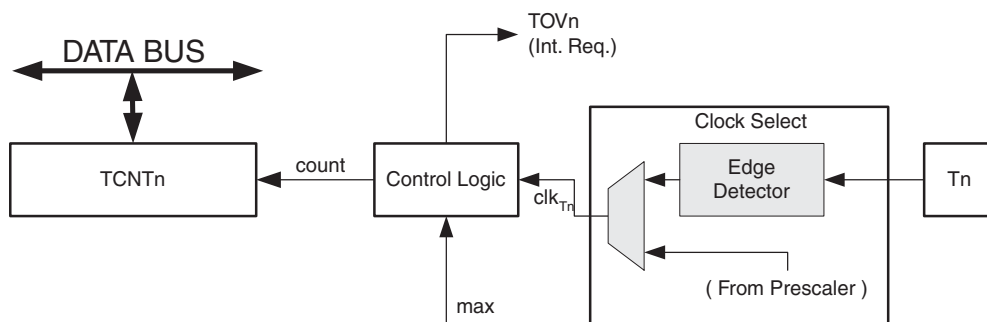 TOVn
(Int. Req.)
DATA BUS
Clock Select
TCNTn
count
Control Logic
clkTn
Edge
Detector
Tn
( From Prescaler )
max